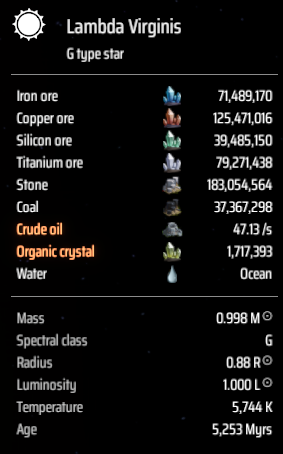 Lambda Virginis
G type star
Iron ore 71,489,170
Copper ore 125,471,016
Silicon ore 39,485,150
Titanium ore 79,271,438
Stone 183,054,564
Coal 37,367,298
Crude oil 47.13 /s
Organic crystal 1,717,393
Water Ocean
Mass 0.998 M☉
Spectral class G
Radius 0.88 R☉
Luminosity 1.000 L☉
Temperature 5,744 K
Age 5,253 Myrs